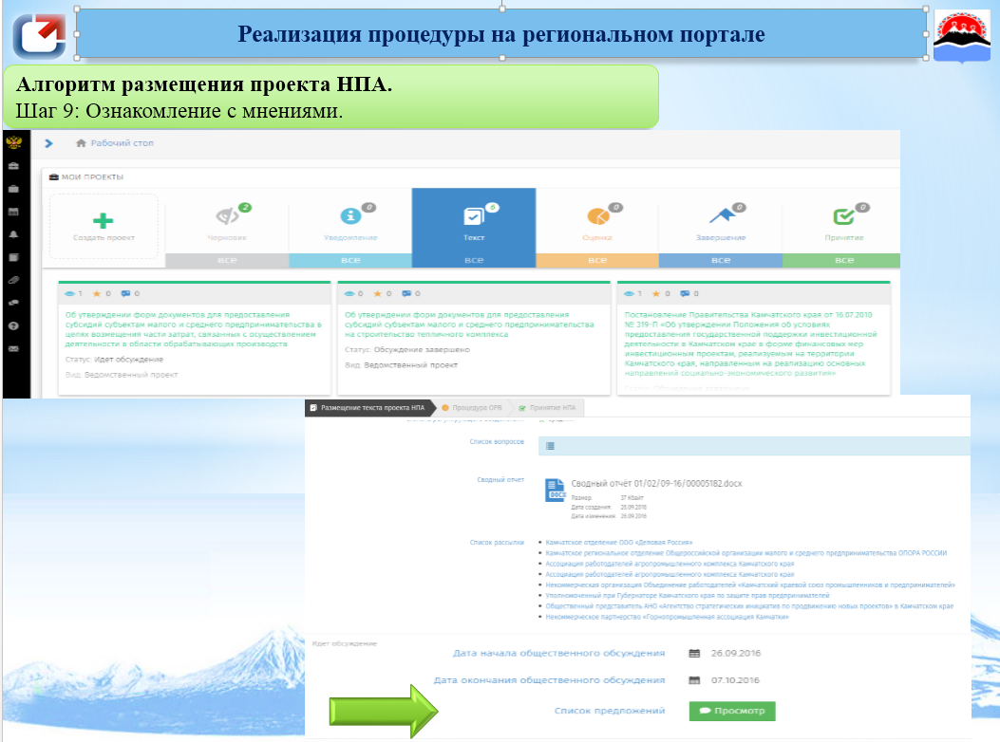 Реализация процедуры на региональном портале
Алгоритм размещения проекта НПА.
Шаг 9: Ознакомление с мнениями.
Рабочий стол
МОИ ПРОЕКТЫ
Создать проект
2
Черновик
ВСЕ
0
Уведомление
ВСЕ
6
Текст
ВСЕ
0
Оценка
ВСЕ
0
Завершение
ВСЕ
0
Принятие
ВСЕ
1 0 0
Об утверждении форм документов для предоставления
субсидий субъектам малого и среднего предпринимательства в
целях возмещения части затрат, связанных с осуществлением
деятельности в области обрабатывающих производств
Статус: Идет обсуждение
Вид: Ведомственный проект
0 0 0
Об утверждении форм документов для предоставления
субсидий субъектам малого и среднего предпринимательства
на строительство тепличного комплекса
Статус: Обсуждение завершено
Вид: Ведомственный проект
1 0 0
Постановление Правительства Камчатского края от 16.07.2010
№ 319-П «Об утверждении Положения об условиях
предоставления государственной поддержки инвестиционной
деятельности в Камчатском крае в форме финансовых мер
инвестиционным проектам, реализуемым на территории
Камчатского края, направленным на реализацию основных
направлений социально-экономического развития»
Размещение текста проекта НПА
Процедура ОРВ
Принятие НПА
Список вопросов
Сводный отчет
DOCX
Сводный отчёт 01/02/09-16/00005182.docx
Размер: 37 Кбайт
Дата создания: 26.09.2016
Дата изменения: 26.09.2016
Список рассылки
Камчатское отделение ООО «Деловая Россия»
Камчатское региональное отделение Общероссийской организации малого и среднего предпринимательства ОПОРА РОССИИ
Ассоциация работодателей агропромышленного комплекса Камчатского края
Ассоциация работодателей агропромышленного комплекса Камчатского края
Некоммерческая организация Объединение работодателей «Камчатский краевой союз промышленников и предпринимателей»
Уполномоченный при Губернаторе Камчатского края по защите прав предпринимателей
Общественный представитель АНО «Агентство стратегических инициатив по продвижению новых проектов» в Камчатском крае
Некоммерческое партнерство «Горнопромышленная ассоциация Камчатки»
Идет обсуждение
Дата начала общественного обсуждения 26.09.2016
Дата окончания общественного обсуждения 07.10.2016
Список предложений Просмотр